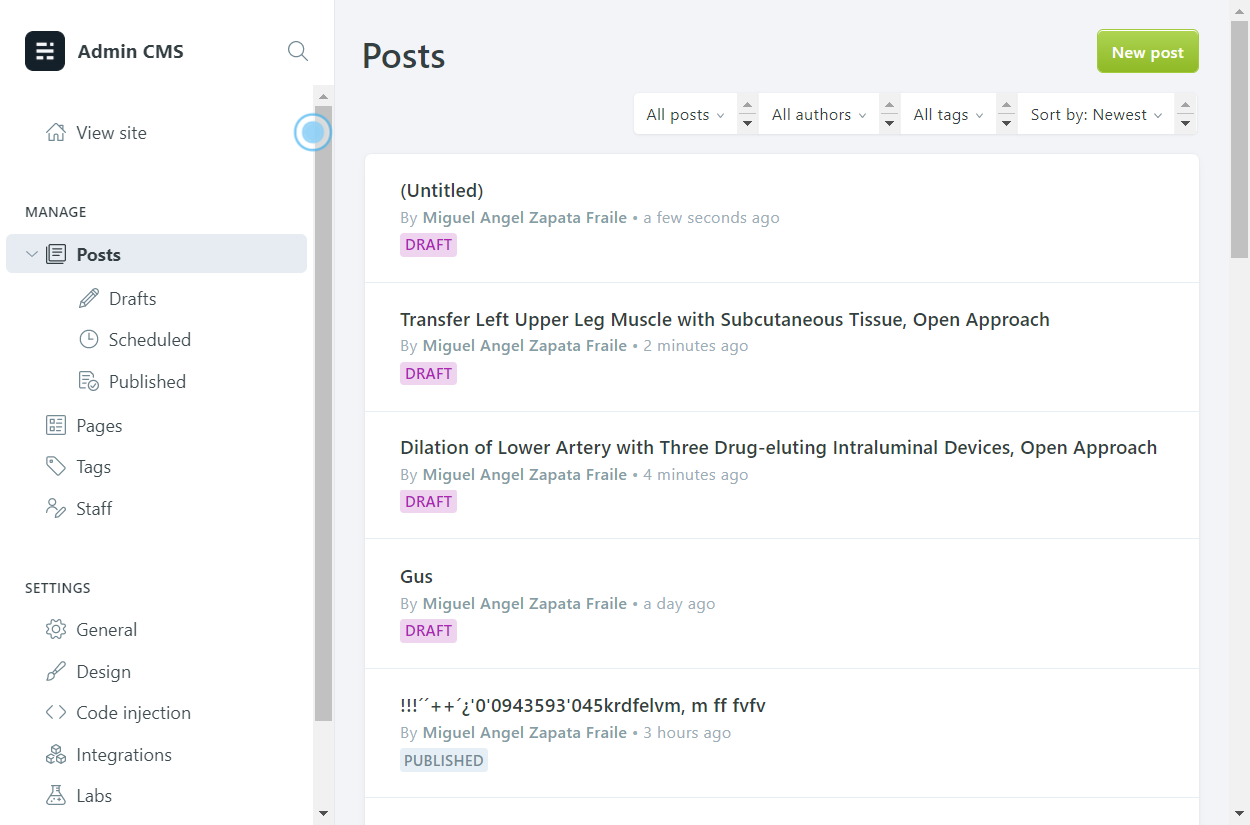 Admin CMS
View site
MANAGE
Posts
Drafts
Scheduled
Published
Pages
Tags
Staff
SETTINGS
General
Design
Code injection
Integrations
Labs
Posts
New post
All posts
All authors
All tags
Sort by: Newest
(Untitled)
By Miguel Angel Zapata Fraile • a few seconds ago
DRAFT
Transfer Left Upper Leg Muscle with Subcutaneous Tissue, Open Approach
By Miguel Angel Zapata Fraile • 2 minutes ago
DRAFT
Dilation of Lower Artery with Three Drug-eluting Intraluminal Devices, Open Approach
By Miguel Angel Zapata Fraile • 4 minutes ago
DRAFT
Gus
By Miguel Angel Zapata Fraile • a day ago
DRAFT
!!!´´++´¿'0'0943593'045krdfelvm, m ff fvfv
By Miguel Angel Zapata Fraile • 3 hours ago
PUBLISHED